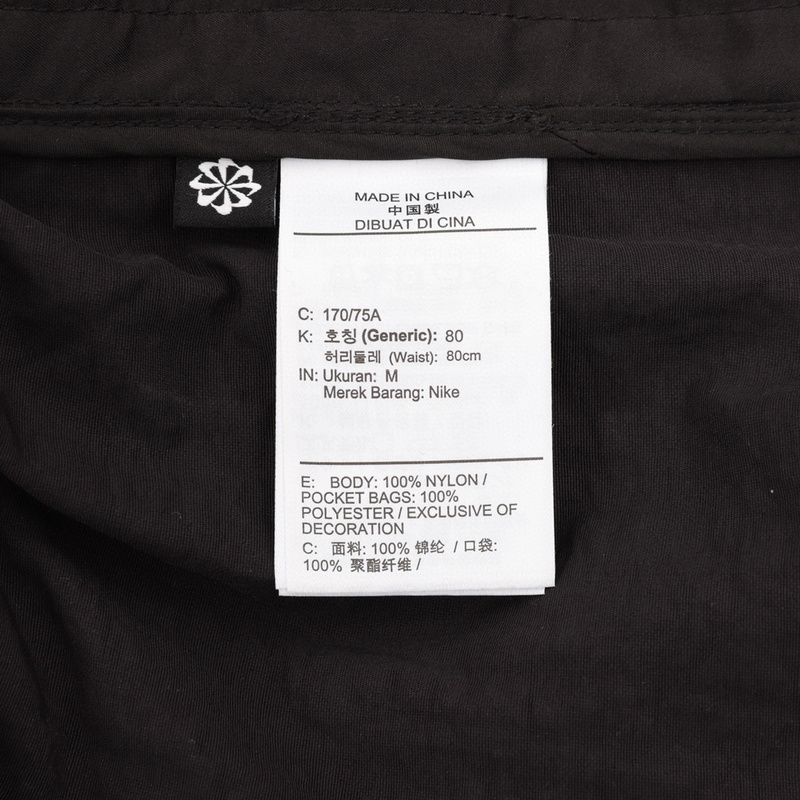 MADE IN CHINA
中国製
DIBUAT DI CINA
C: 170/75A
K: 호칭 (Generic): 80
허리둘레 (Waist): 80cm
IN: Ukuran: M
Merek Barang: Nike
E: BODY: 100% NYLON /
POCKET BAGS: 100%
POLYESTER / EXCLUSIVE OF
DECORATION
C: 面料: 100% 锦纶 / 口袋:
100% 聚酯纤维 /